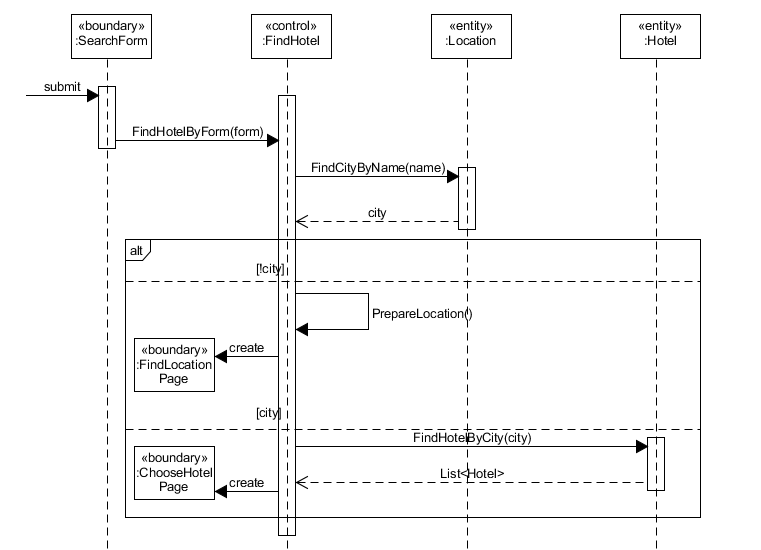 «boundary»
:SearchForm
«control»
:FindHotel
«entity»
:Location
«entity»
:Hotel
submit
FindHotelByForm(form)
FindCityByName(name)
city
alt
[!city]
PrepareLocation()
«boundary»
:FindLocation
Page
create
[city]
FindHotelByCity(city)
«boundary»
:ChooseHotel
Page
List<Hotel>
create